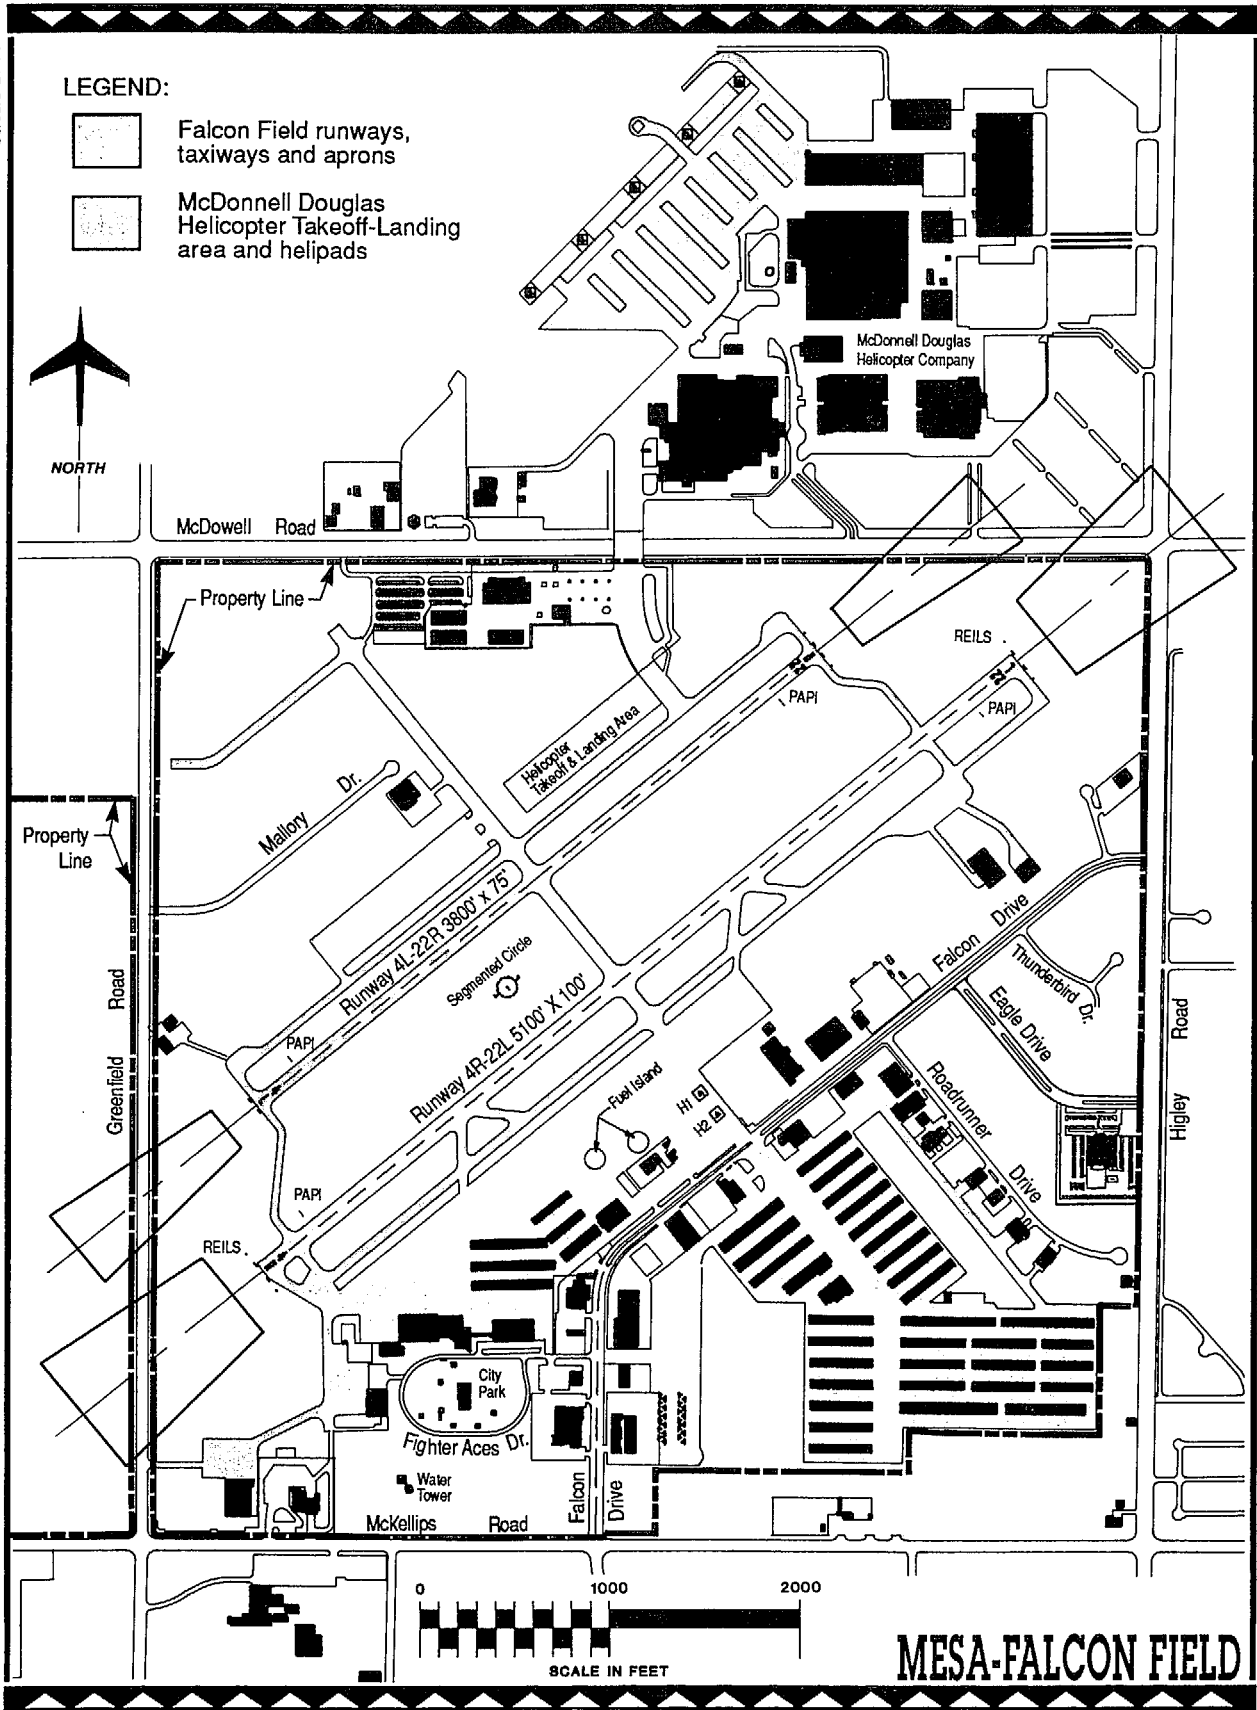 LEGEND:
Falcon Field runways,
taxiways and aprons
McDonnell Douglas
Helicopter Takeoff-Landing
area and helipads
NORTH
McDonnell Douglas
Helicopter Company
McDowell Road
Property Line
REILS
PAPI
PAPI
Helicopter
Takeoff & Landing Area
Mallory Dr.
Property
Line
Runway 4L-22R 3800' x 75'
Segmented Circle
Runway 4R-22L 5100' X 100'
Falcon Drive
Thunderbird Dr.
Eagle Drive
Greenfield Road
Higley Road
PAPI
Fuel Island
H1
H2
Roadrunner Drive
PAPI
REILS
City
Park
Fighter Aces Dr.
Water
Tower
Falcon Drive
McKellips Road
0 1000 2000
SCALE IN FEET
MESA-FALCON FIELD